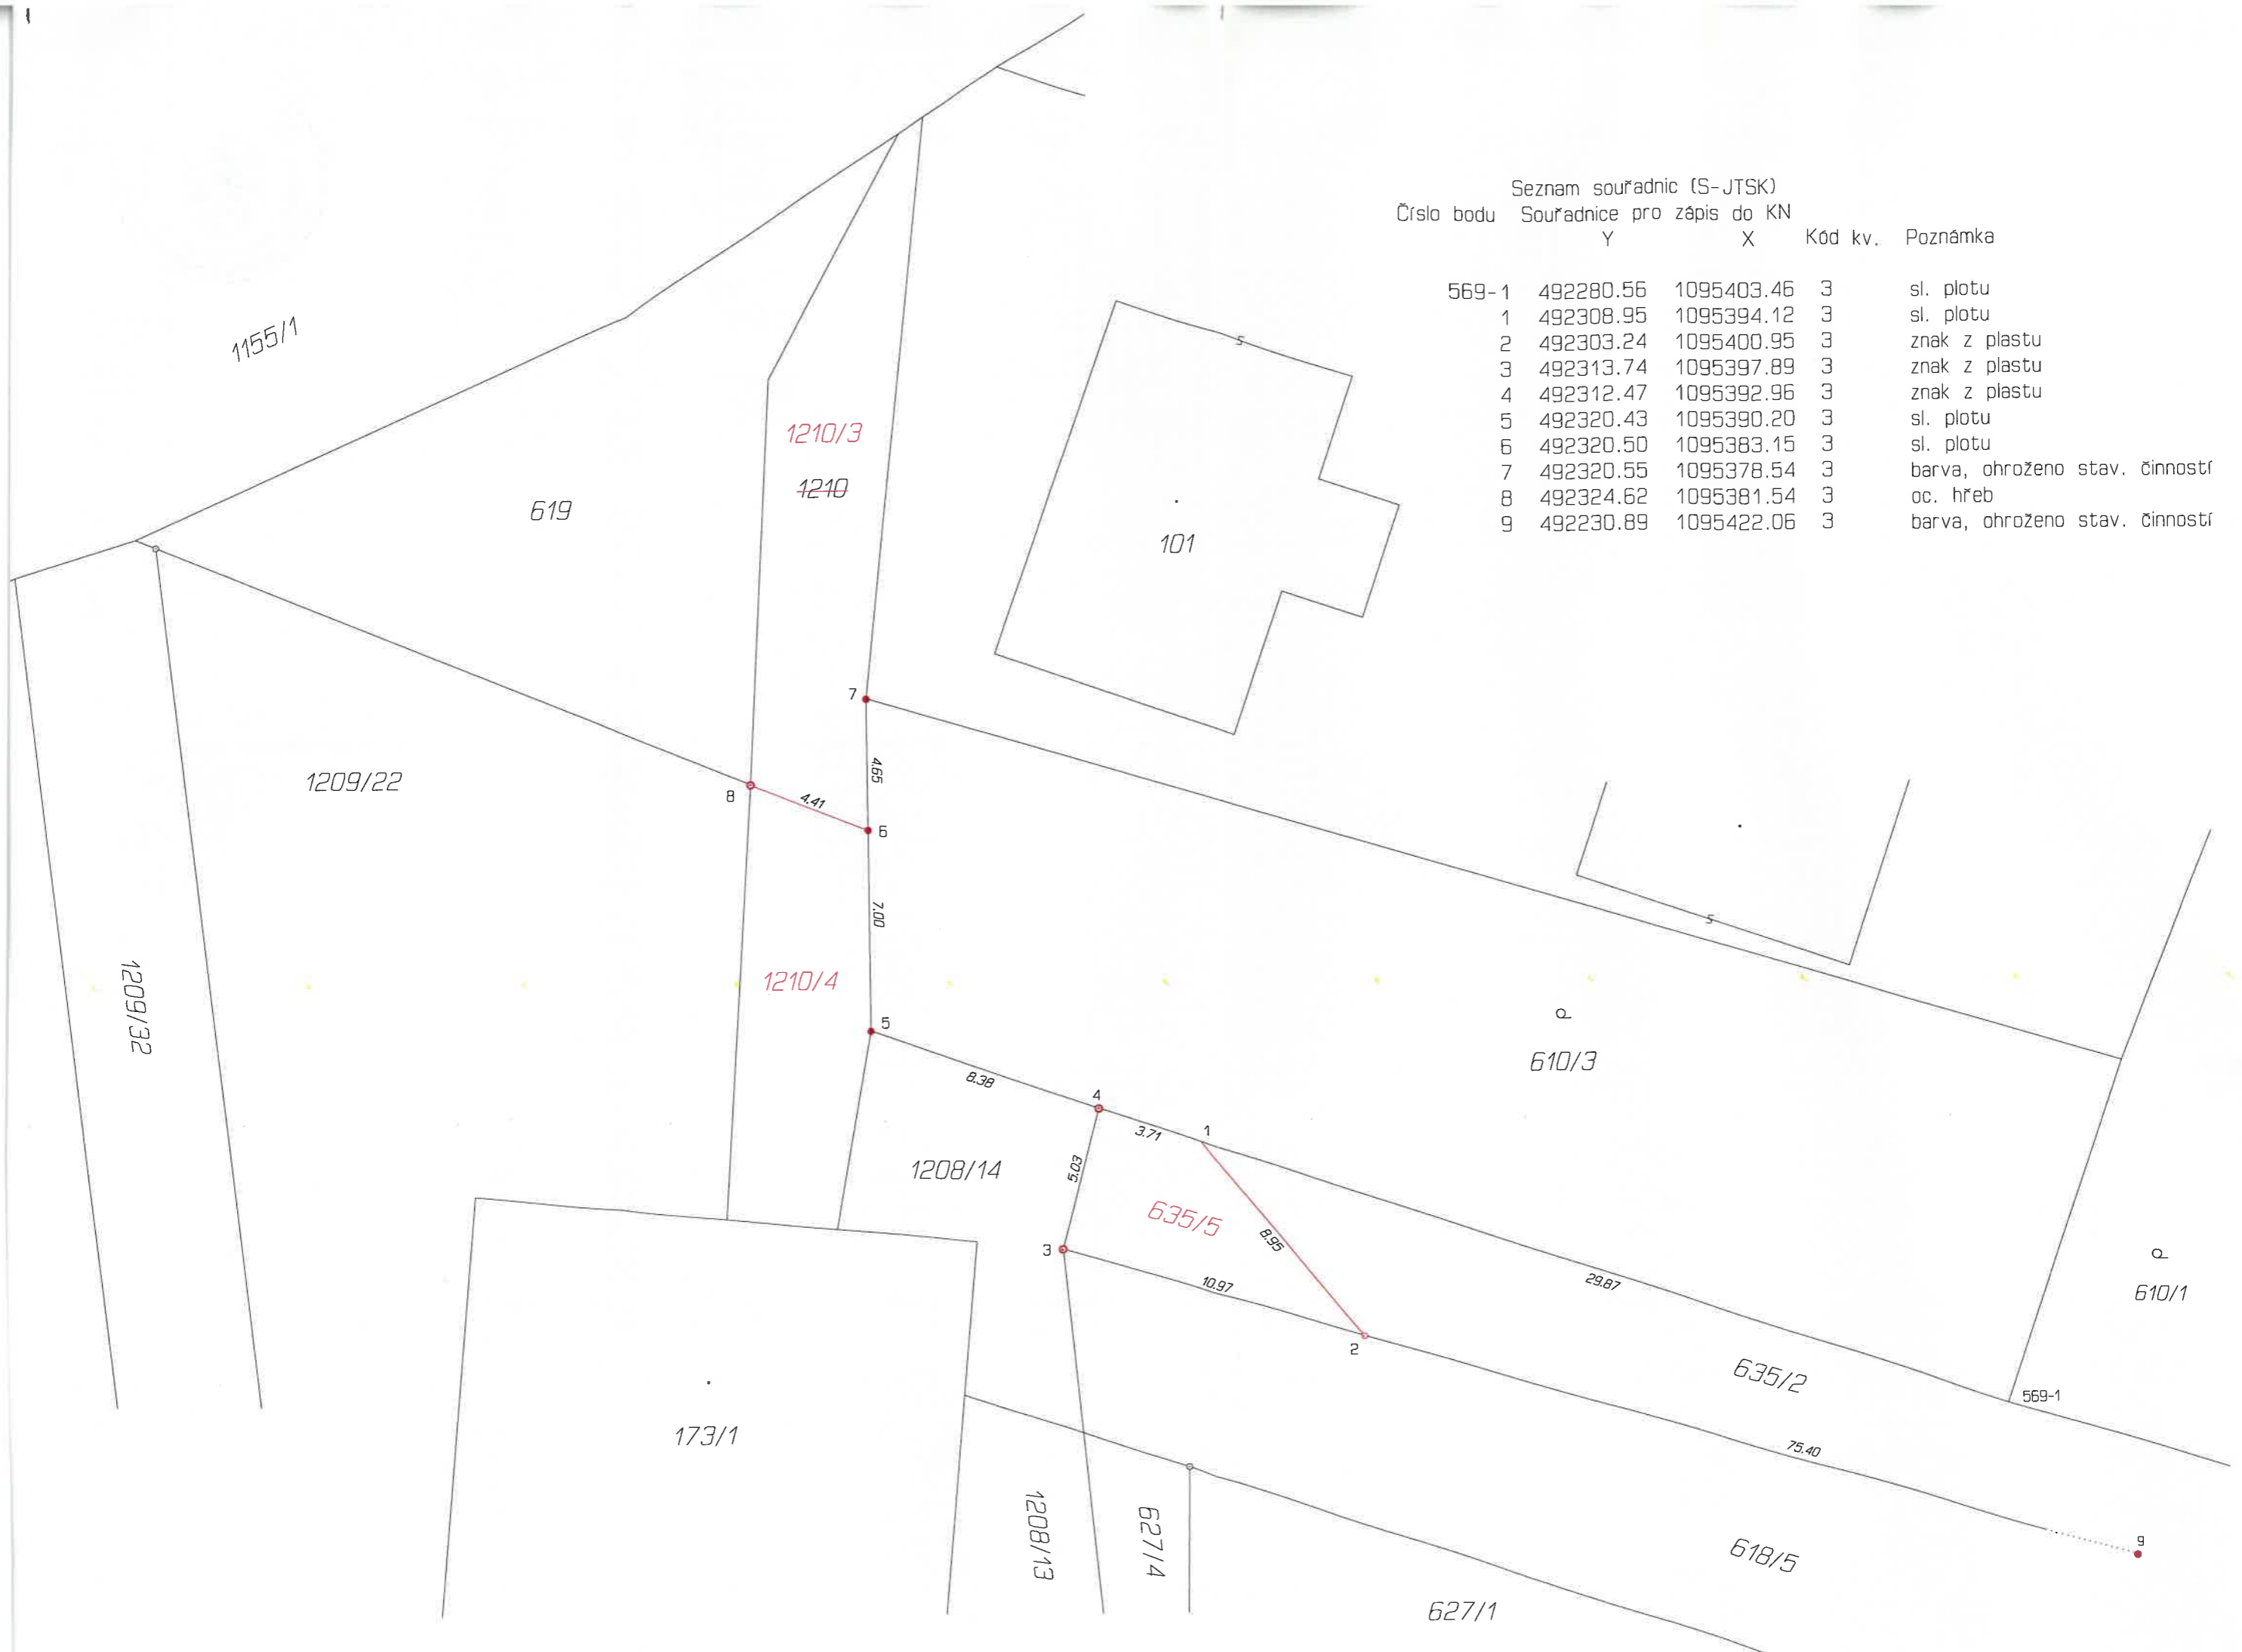 Seznam souřadnic (S-JTSK)
Číslo bodu Souřadnice pro zápis do KN
Y X Kód kv. Poznámka
569-1 492280.56 1095403.46 3 sl. plotu
1 492308.95 1095394.12 3 sl. plotu
2 492303.24 1095400.95 3 znak z plastu
3 492313.74 1095397.89 3 znak z plastu
4 492312.47 1095392.96 3 znak z plastu
5 492320.43 1095390.20 3 sl. plotu
6 492320.50 1095383.15 3 sl. plotu
7 492320.55 1095378.54 3 barva, ohroženo stav. činností
8 492324.62 1095381.54 3 oc. hřeb
9 492230.89 1095422.06 3 barva, ohroženo stav. činností
1155/1
1210/3
1210
619
101
7
4.65
1209/22
8
4.41
6
7.00
1209/32
1210/4
5
610/3
8.38
4
3.71
1
1208/14
5.03
635/5
8.95
3
10.97
29.87
610/1
2
635/2
569-1
173/1
75.40
1208/13
627/4
9
618/5
627/1